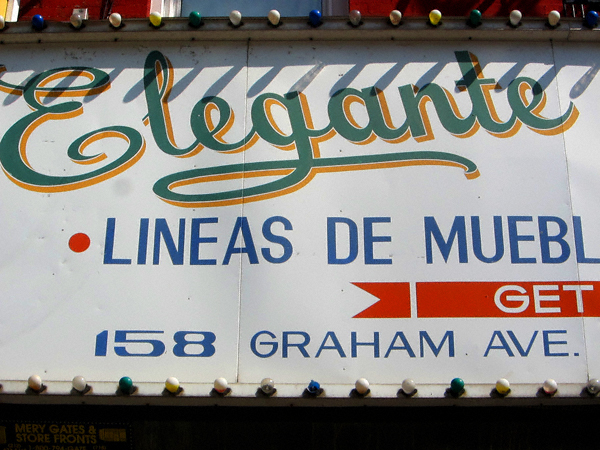 Elegante
LINEAS DE MUEBL
GET
158 GRAHAM AVE.
MERY GATES &
STORE FRONTS